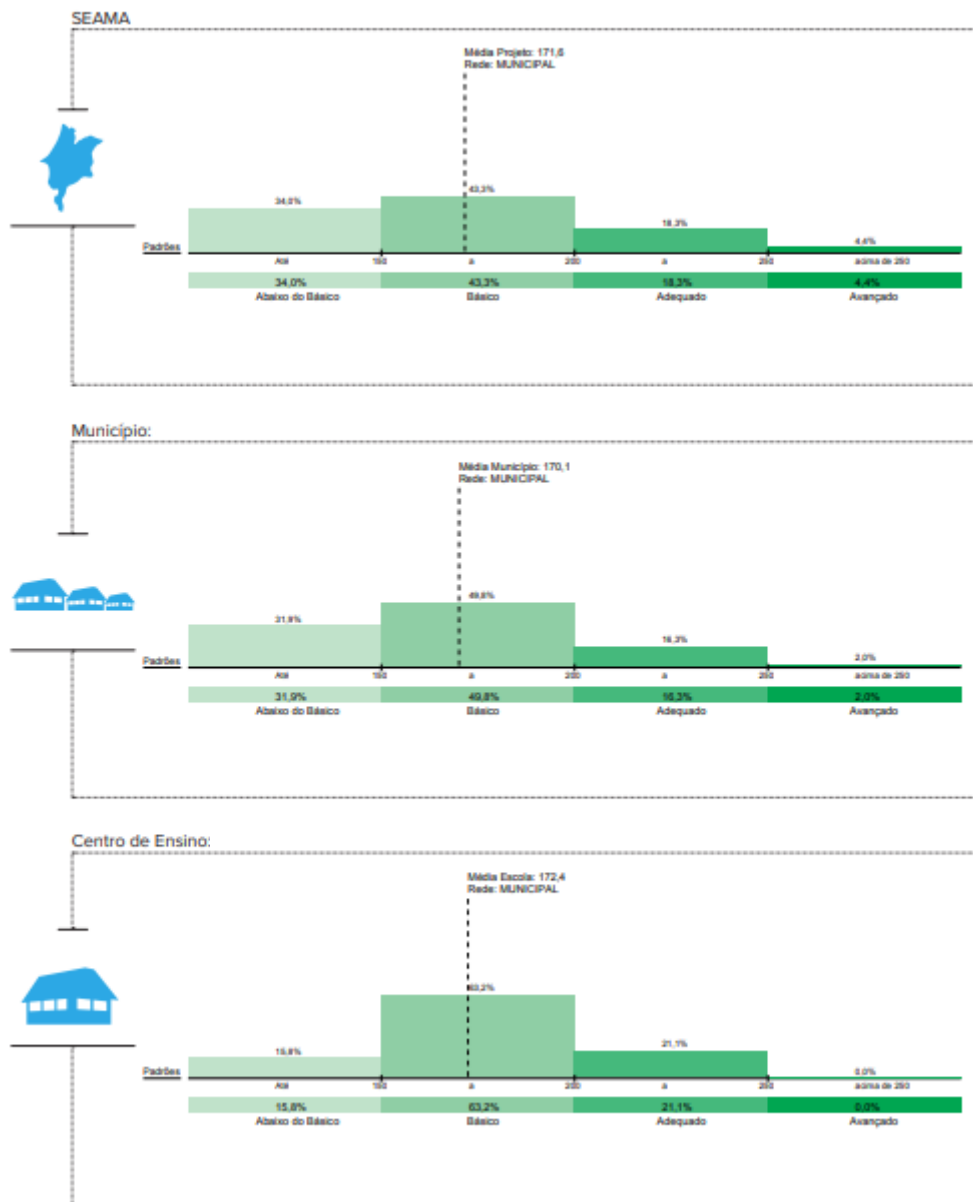 SEAMA
Média Projeto: 171,6
Rede: MUNICIPAL
43,3%
34,0%
18,3%
4,4%
Padrões
Até 150 a 200 a 250 acima de 250
34,0% 43,3% 18,3% 4,4%
Abaixo do Básico Básico Adequado Avançado
Município:
Média Município: 170,1
Rede: MUNICIPAL
49,8%
31,9%
16,3%
2,0%
Padrões
Até 150 a 200 a 250 acima de 250
31,9% 49,8% 16,3% 2,0%
Abaixo do Básico Básico Adequado Avançado
Centro de Ensino:
Média Escola: 172,4
Rede: MUNICIPAL
63,2%
21,1%
15,8%
0,0%
Padrões
Até 150 a 200 a 250 acima de 250
15,8% 63,2% 21,1% 0,0%
Abaixo do Básico Básico Adequado Avançado